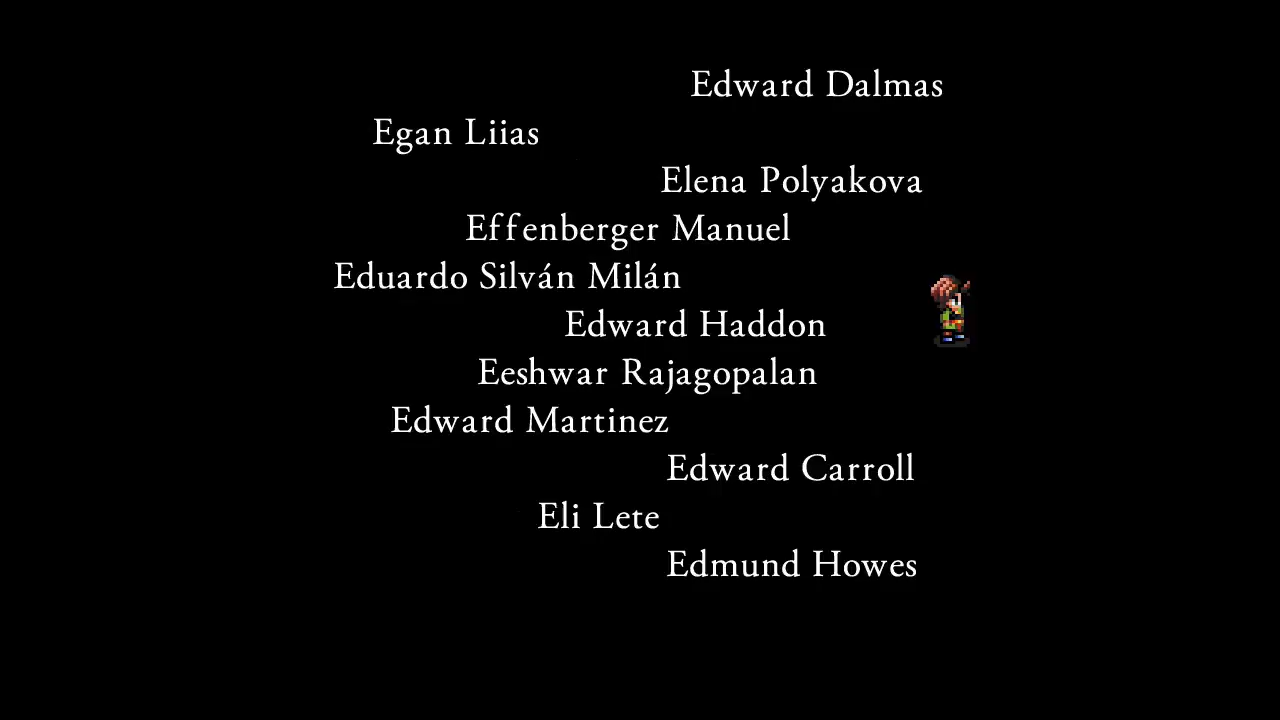 Edward Dalmas
Egan Liias
Elena Polyakova
Effenberger Manuel
Eduardo Silván Milán
Edward Haddon
Eeshwar Rajagopalan
Edward Martinez
Edward Carroll
Eli Lete
Edmund Howes